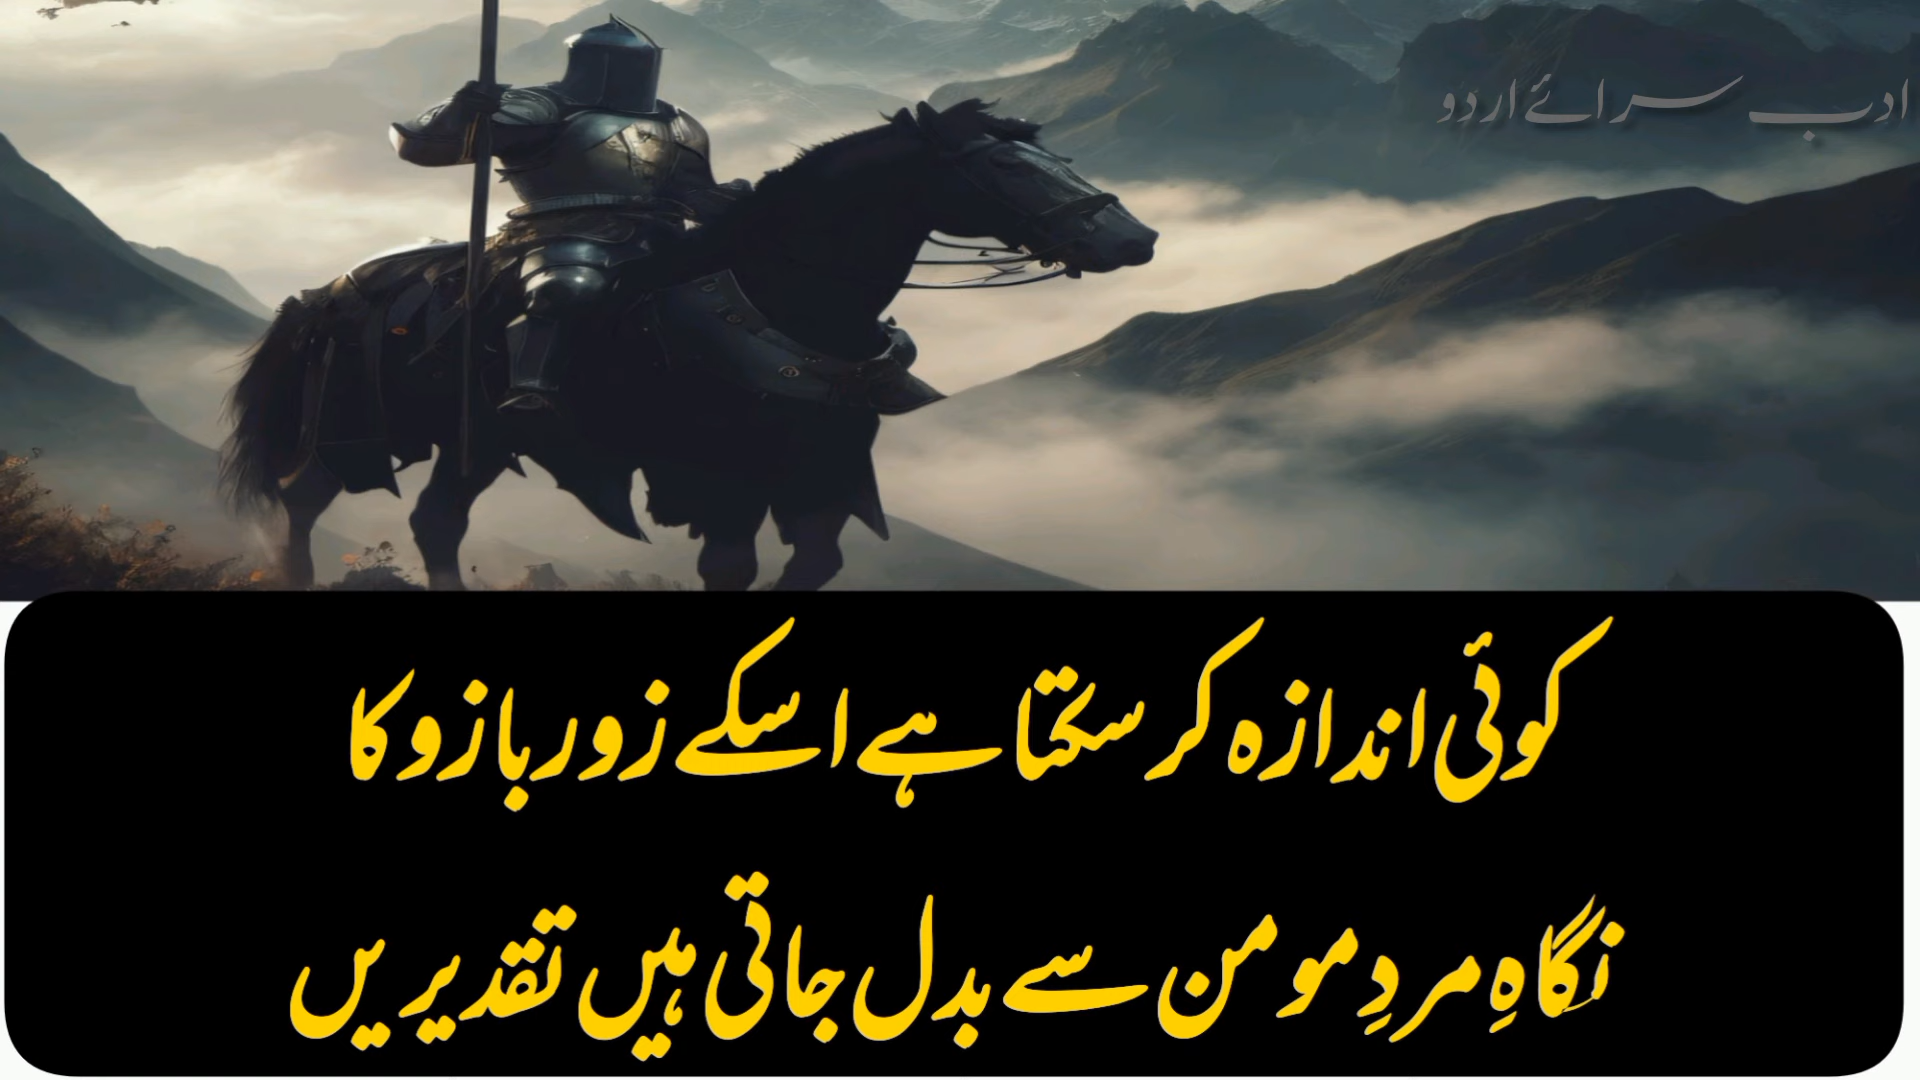 ادب سرائے اردو
کوئی اندازہ کر سکتا ہے اسکے زور بازو کا
نگاہِ مردِ مومن سے بدل جاتی ہیں تقدیریں